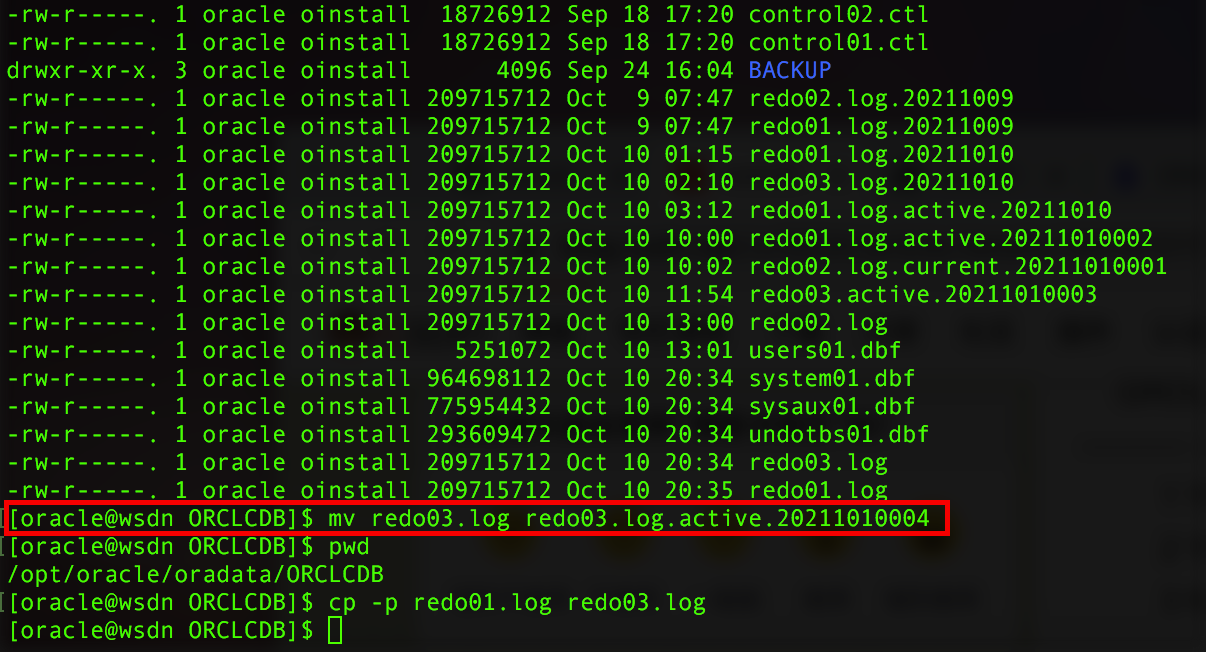 -rw-r-----. 1 oracle oinstall  18726912 Sep 18 17:20 control02.ctl
-rw-r-----. 1 oracle oinstall  18726912 Sep 18 17:20 control01.ctl
drwxr-xr-x. 3 oracle oinstall      4096 Sep 24 16:04 BACKUP
-rw-r-----. 1 oracle oinstall 209715712 Oct  9 07:47 redo02.log.20211009
-rw-r-----. 1 oracle oinstall 209715712 Oct  9 07:47 redo01.log.20211009
-rw-r-----. 1 oracle oinstall 209715712 Oct 10 01:15 redo01.log.20211010
-rw-r-----. 1 oracle oinstall 209715712 Oct 10 02:10 redo03.log.20211010
-rw-r-----. 1 oracle oinstall 209715712 Oct 10 03:12 redo01.log.active.20211010
-rw-r-----. 1 oracle oinstall 209715712 Oct 10 10:00 redo01.log.active.20211010002
-rw-r-----. 1 oracle oinstall 209715712 Oct 10 10:02 redo02.log.current.20211010001
-rw-r-----. 1 oracle oinstall 209715712 Oct 10 11:54 redo03.active.20211010003
-rw-r-----. 1 oracle oinstall 209715712 Oct 10 13:00 redo02.log
-rw-r-----. 1 oracle oinstall   5251072 Oct 10 13:01 users01.dbf
-rw-r-----. 1 oracle oinstall 964698112 Oct 10 20:34 system01.dbf
-rw-r-----. 1 oracle oinstall 775954432 Oct 10 20:34 sysaux01.dbf
-rw-r-----. 1 oracle oinstall 293609472 Oct 10 20:34 undotbs01.dbf
-rw-r-----. 1 oracle oinstall 209715712 Oct 10 20:34 redo03.log
-rw-r-----. 1 oracle oinstall 209715712 Oct 10 20:35 redo01.log
[oracle@wsdn ORCLCDB]$ mv redo03.log redo03.log.active.20211010004
[oracle@wsdn ORCLCDB]$ pwd
/opt/oracle/oradata/ORCLCDB
[oracle@wsdn ORCLCDB]$ cp -p redo01.log redo03.log
[oracle@wsdn ORCLCDB]$